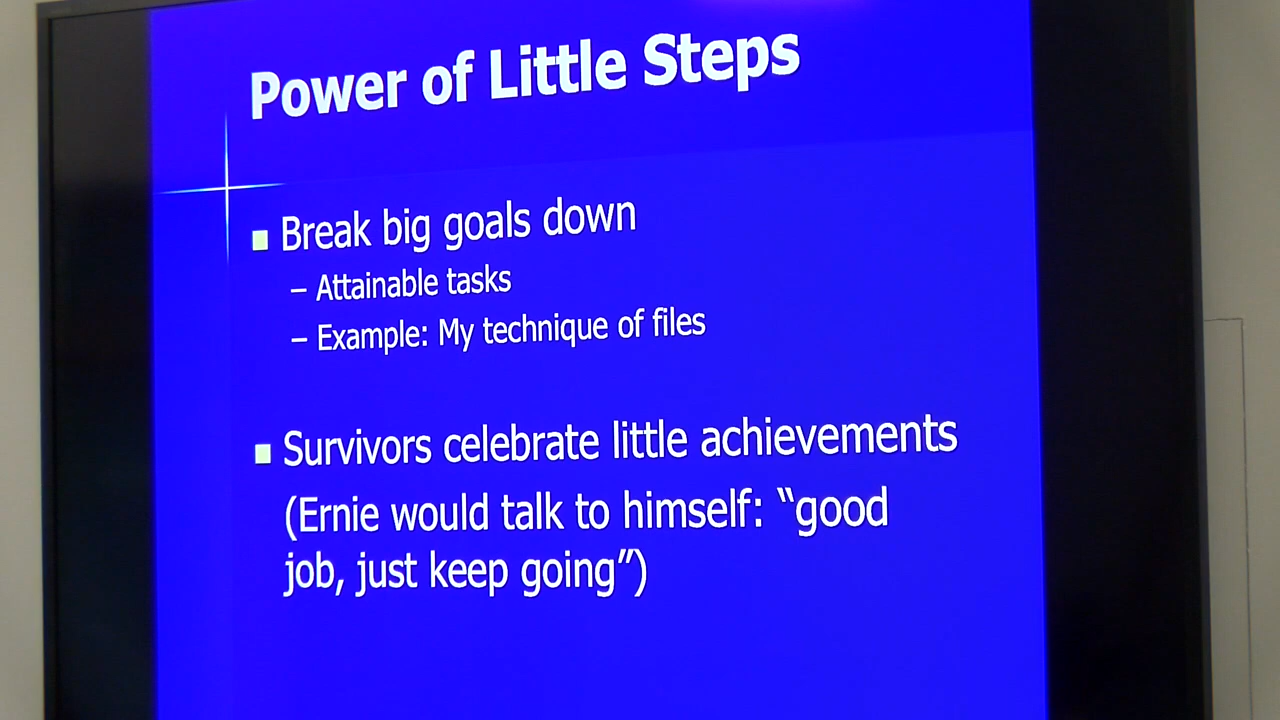 Power of Little Steps
Break big goals down
– Attainable tasks
– Example: My technique of files
Survivors celebrate little achievements
(Ernie would talk to himself: “good
job, just keep going”)